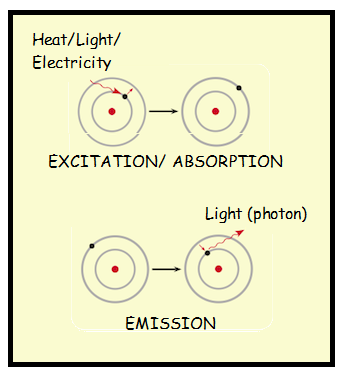 Heat/Light/
Electricity
EXCITATION/ ABSORPTION
Light (photon)
EMISSION